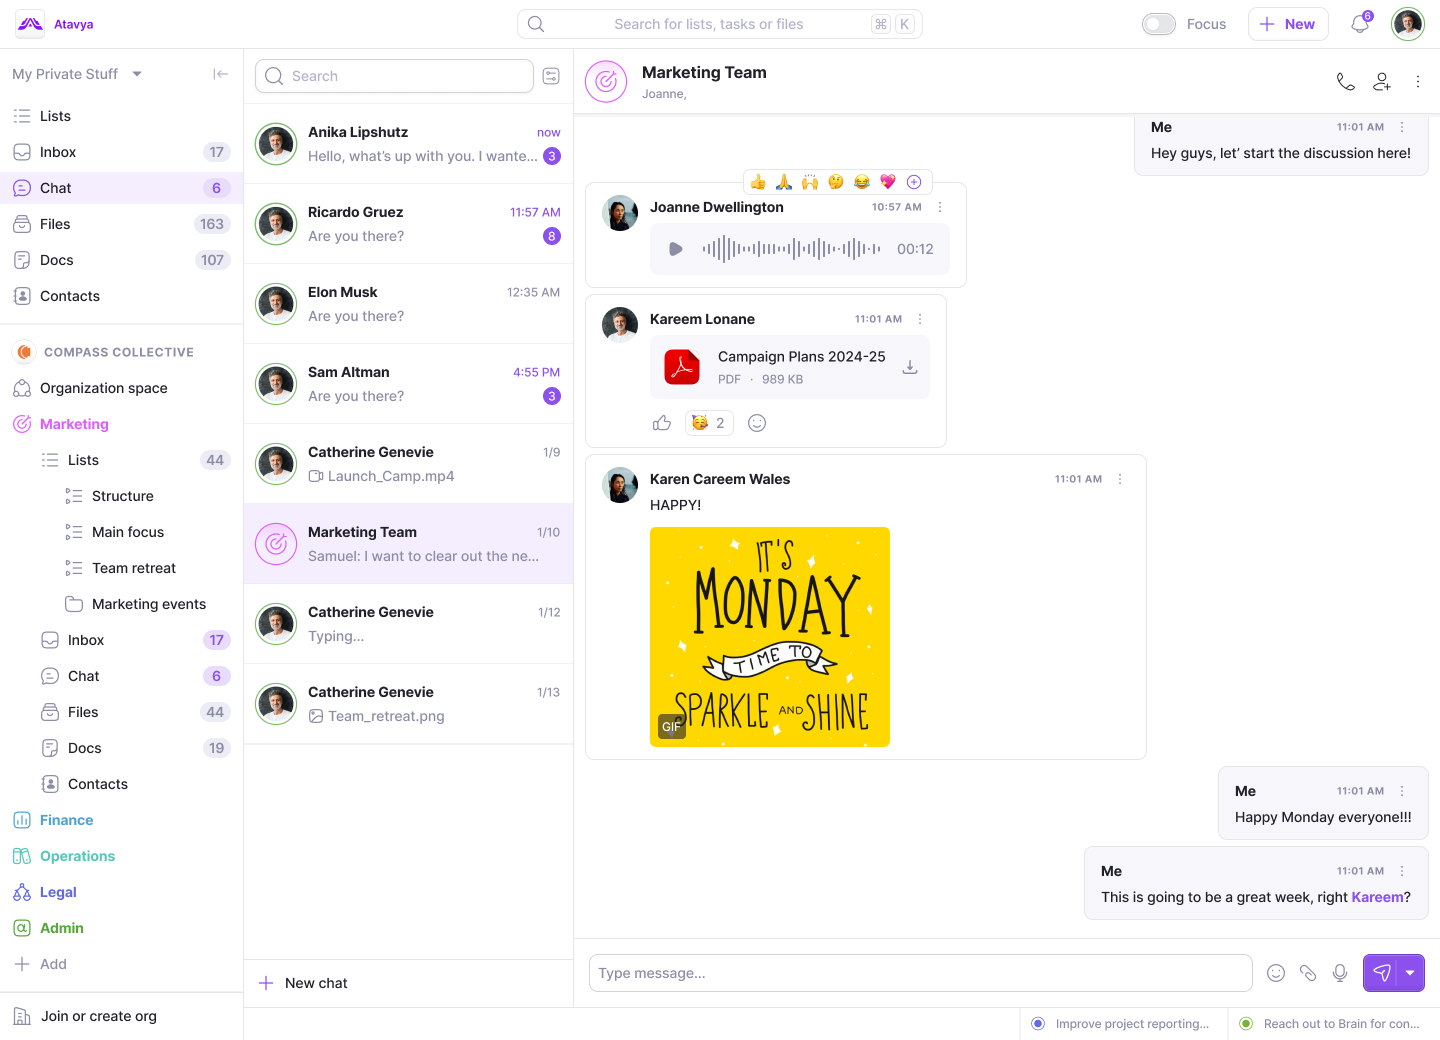 Atavya
Search for lists, tasks or files
⌘ K
Focus
New
6
My Private Stuff
Lists
Inbox 17
Chat 6
Files 163
Docs 107
Contacts
COMPASS COLLECTIVE
Organization space
Marketing
Lists 44
Structure
Main focus
Team retreat
Marketing events
Inbox 17
Chat 6
Files 44
Docs 19
Contacts
Finance
Operations
Legal
Admin
Add
Join or create org
Search
Anika Lipshutz now
Hello, what’s up with you. I wante... 3
Ricardo Gruez 11:57 AM
Are you there? 8
Elon Musk 12:35 AM
Are you there?
Sam Altman 4:55 PM
Are you there? 3
Catherine Genevie 1/9
Launch_Camp.mp4
Marketing Team 1/10
Samuel: I want to clear out the ne...
Catherine Genevie 1/12
Typing...
Catherine Genevie 1/13
Team_retreat.png
New chat
Marketing Team
Joanne,
Me 11:01 AM
Hey guys, let’ start the discussion here!
👍 🙏 🙌 🤔 😂 💖
Joanne Dwellington 10:57 AM
00:12
Kareem Lonane 11:01 AM
Campaign Plans 2024-25
PDF · 989 KB
🥳 2
Karen Careem Wales 11:01 AM
HAPPY!
IT'S
MONDAY
TIME TO
SPARKLE AND SHINE
GIF
Me 11:01 AM
Happy Monday everyone!!!
Me 11:01 AM
This is going to be a great week, right Kareem?
Type message...
Improve project reporting...
Reach out to Brain for con...